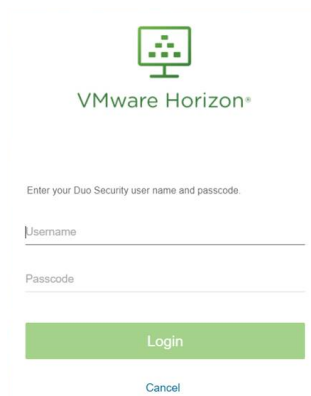 VMware Horizon®
Enter your Duo Security user name and passcode.
Username
Passcode
Login
Cancel